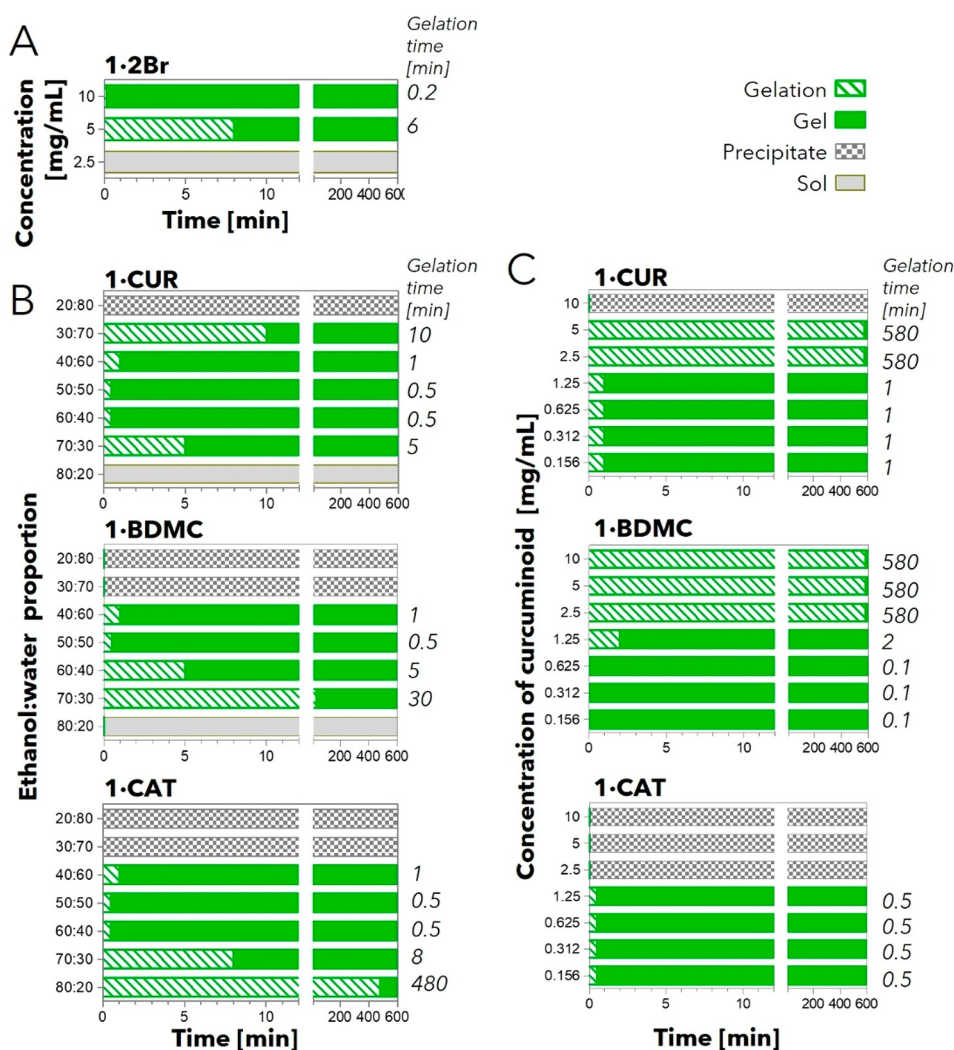 A
1·2Br
Gelation
time
[min]
Concentration
[mg/mL]
10
0.2
5
6
2.5
0 5 10 200 400 60
Time [min]
Gelation
Gel
Precipitate
Sol
B
1·CUR
Gelation
time
[min]
Ethanol:water proportion
20:80
30:70
10
40:60
1
50:50
0.5
60:40
0.5
70:30
5
80:20
0 5 10 200 400 600
1·BDMC
20:80
30:70
40:60
1
50:50
0.5
60:40
5
70:30
30
80:20
0 5 10 200 400 600
1·CAT
20:80
30:70
40:60
1
50:50
0.5
60:40
0.5
70:30
8
80:20
480
0 5 10 200 400 600
Time [min]
C
1·CUR
Gelation
time
[min]
Concentration of curcuminoid [mg/mL]
10
5
580
2.5
580
1.25
1
0.625
1
0.312
1
0.156
1
0 5 10 0 200 400 600
1·BDMC
10
580
5
580
2.5
580
1.25
2
0.625
0.1
0.312
0.1
0.156
0.1
0 5 10 0 200 400 600
1·CAT
10
5
2.5
1.25
0.5
0.625
0.5
0.312
0.5
0.156
0.5
0 5 10 0 200 400 600
Time [min]